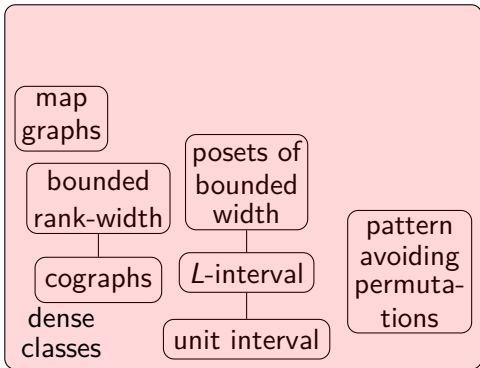 map
graphs
bounded
rank-width
cographs
dense
classes
posets of
bounded
width
L-interval
unit interval
pattern
avoiding
permuta-
tions